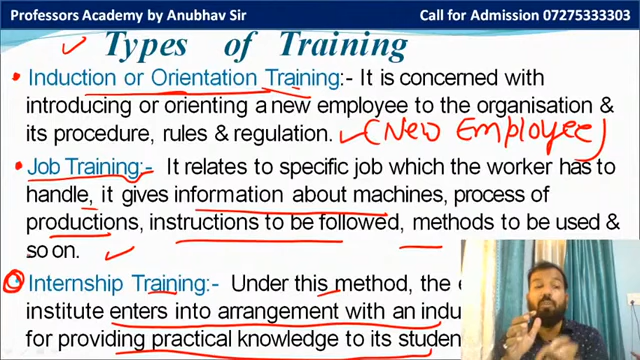 Professors Academy by Anubhav Sir Call for Admission 07275333303
Types of Training
Induction or Orientation Training:- It is concerned with
introducing or orienting a new employee to the organisation &
its procedure, rules & regulation. (New Employee)
Job Training:- It relates to specific job which the worker has to
handle, it gives information about machines, process of
productions, instructions to be followed, methods to be used &
so on.
Internship Training:- Under this method, the
institute enters into arrangement with an
for providing practical knowledge to its